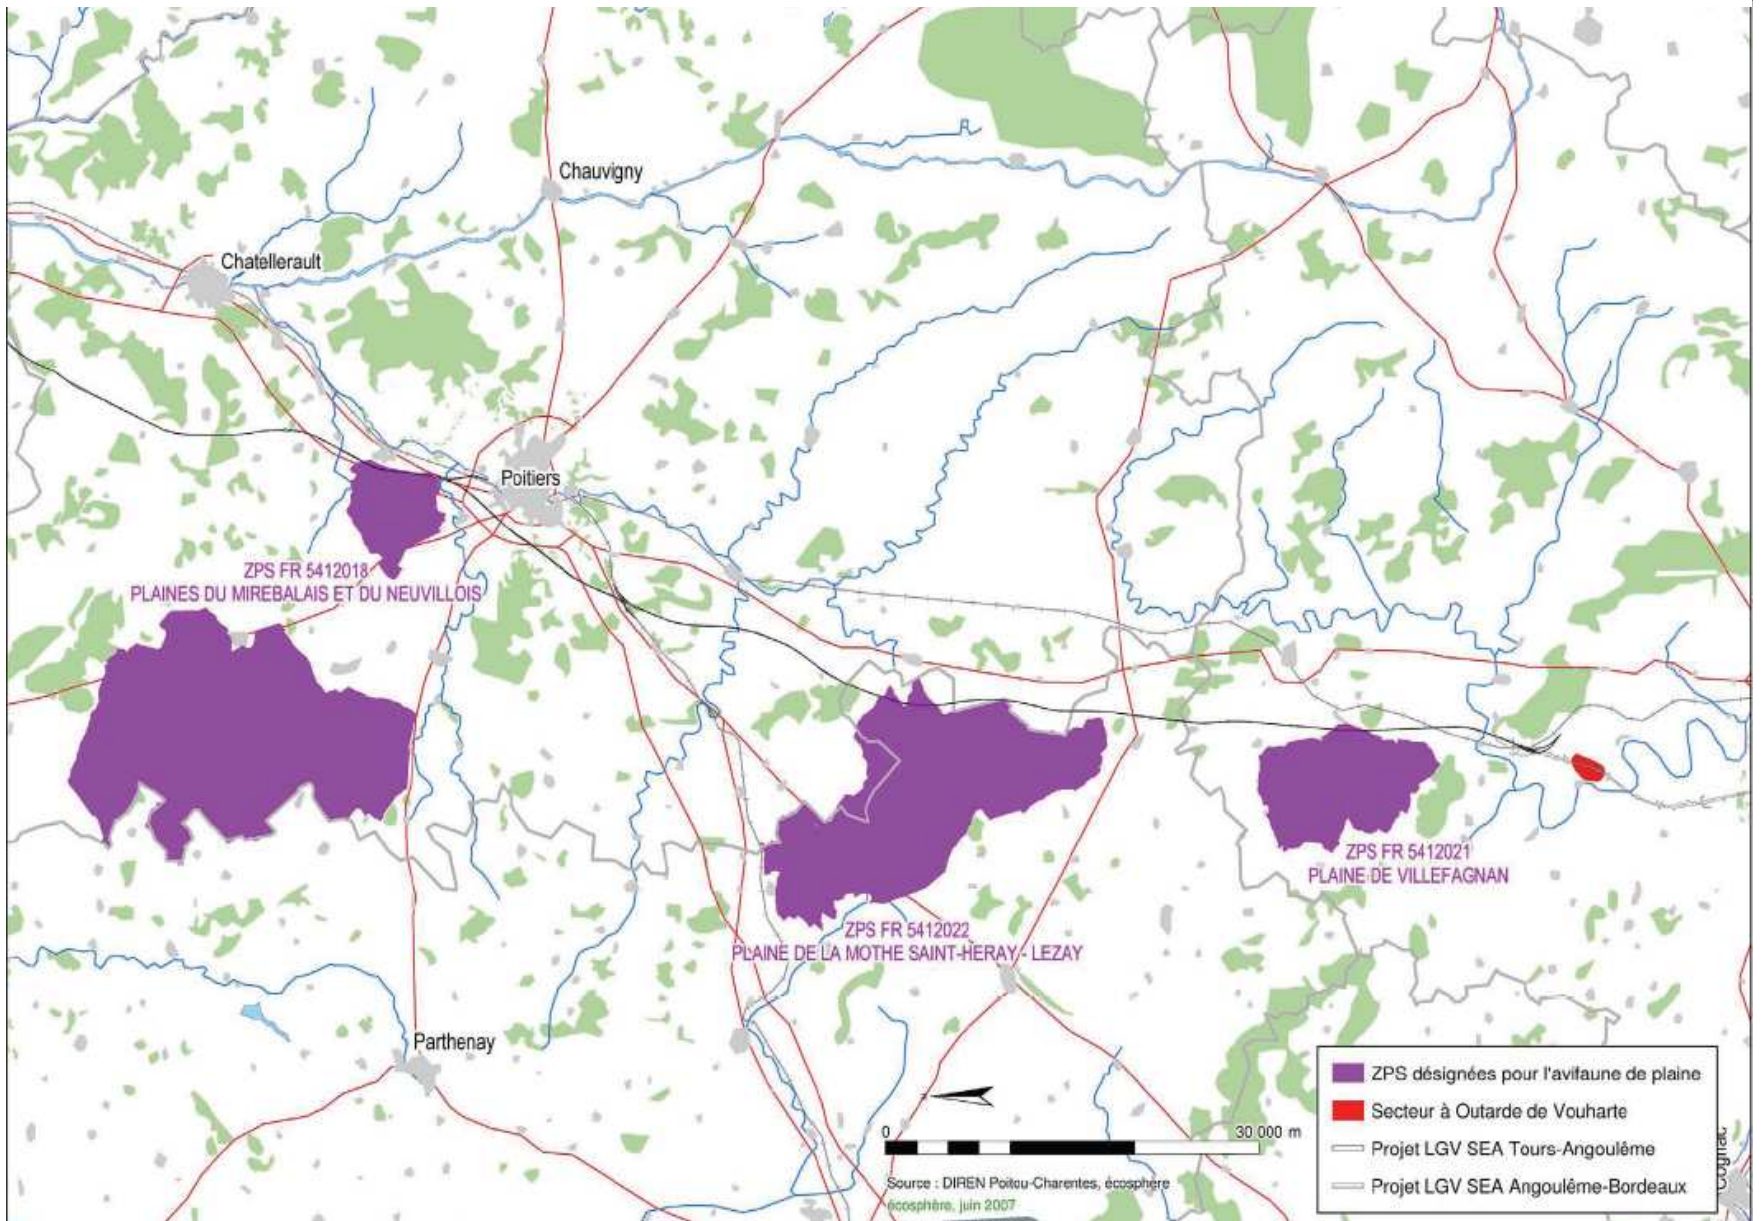 Chauvigny
Chatellerault
Poitiers
ZPS FR 5412018
PLAINES DU MIREBALAIS ET DU NEUVILLOIS
ZPS FR 5412021
PLAINE DE VILLEFAGNAN
ZPS FR 5412022
PLAINE DE LA MOTHE SAINT-HERAY - LEZAY
Parthenay
0 30 000 m
Source : DIREN Poitou-Charentes, écosphère
écosphère, juin 2007
ZPS désignées pour l'avifaune de plaine
Secteur à Outarde de Vouharte
Projet LGV SEA Tours-Angoulême
Projet LGV SEA Angoulême-Bordeaux
Cognac